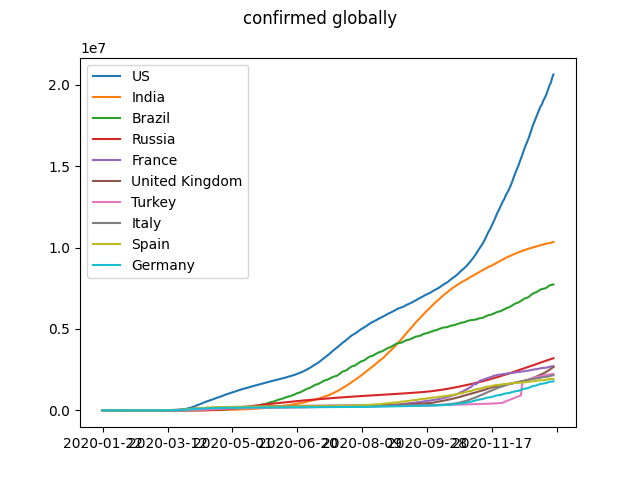 confirmed globally
1e7
2.0
1.5
1.0
0.5
0.0
US
India
Brazil
Russia
France
United Kingdom
Turkey
Italy
Spain
Germany
2020-01-22 2020-03-12 2020-05-01 2020-06-20 2020-08-09 2020-09-28 2020-11-17